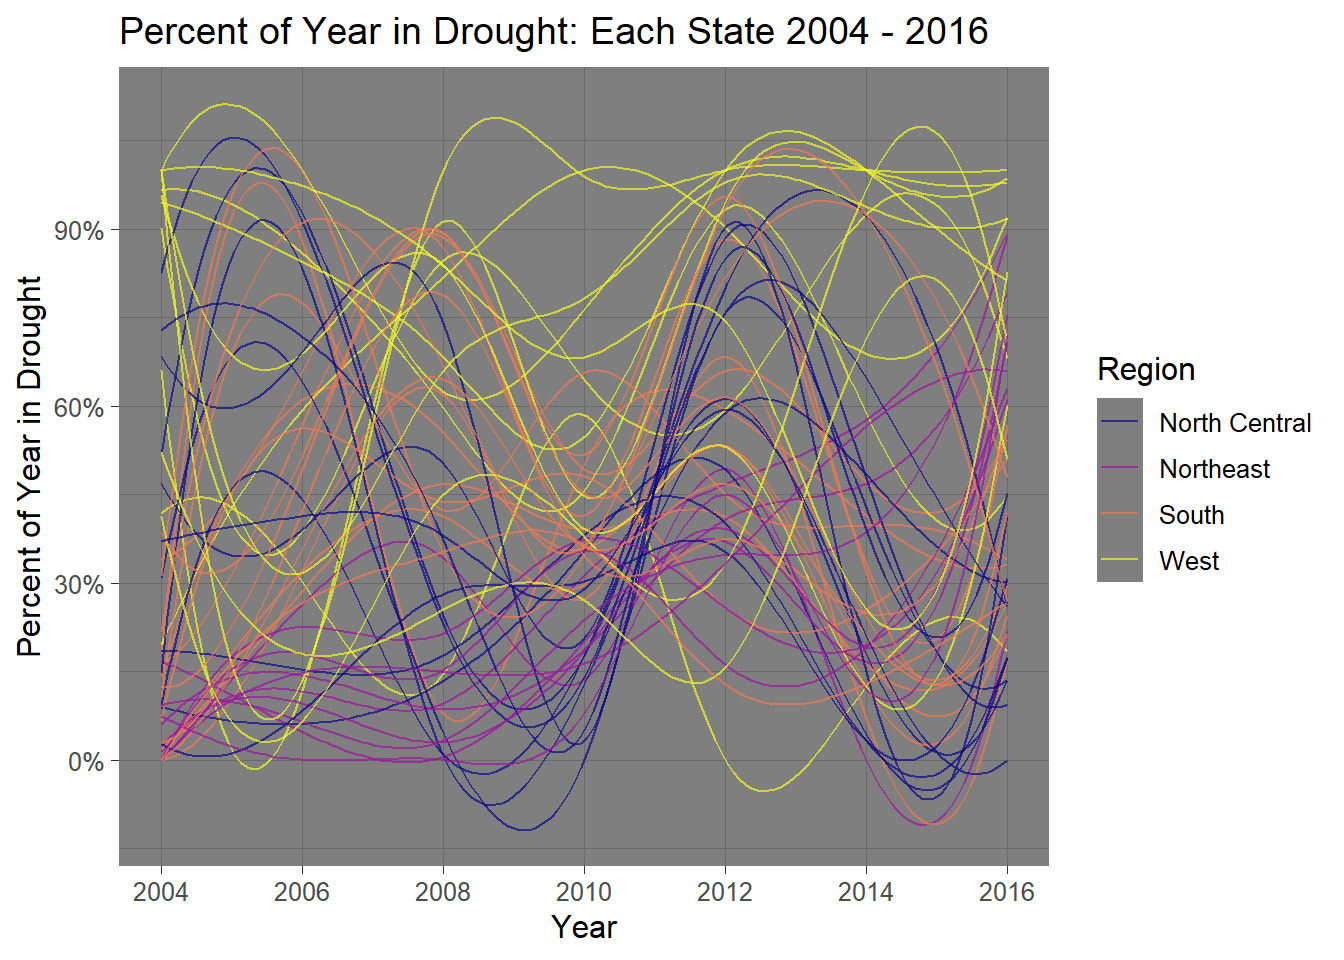 Percent of Year in Drought: Each State 2004 - 2016
Percent of Year in Drought
90%
60%
30%
0%
2004 2006 2008 2010 2012 2014 2016
Year
Region
North Central
Northeast
South
West